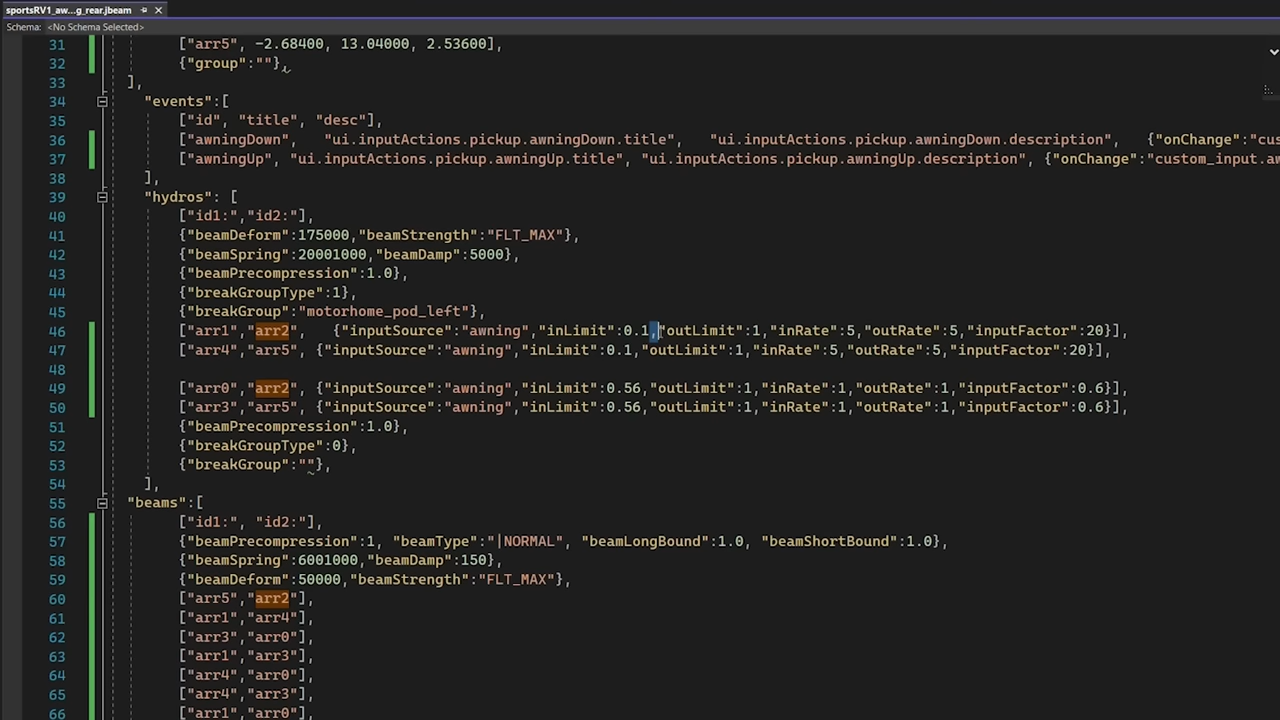 sportsRV1_aw...g_rear.jbeam
Schema: <No Schema Selected>
31 ["arr5", -2.68400, 13.04000, 2.53600],
32 {"group":""},
33 ],
34 "events":[
35 ["id", "title", "desc"],
36 ["awningDown", "ui.inputActions.pickup.awningDown.title", "ui.inputActions.pickup.awningDown.description", {"onChange":"cus
37 ["awningUp", "ui.inputActions.pickup.awningUp.title", "ui.inputActions.pickup.awningUp.description", {"onChange":"custom_input.aw
38 ],
39 "hydros": [
40 ["id1:","id2:"],
41 {"beamDeform":175000,"beamStrength":"FLT_MAX"},
42 {"beamSpring":20001000,"beamDamp":5000},
43 {"beamPrecompression":1.0},
44 {"breakGroupType":1},
45 {"breakGroup":"motorhome_pod_left"},
46 ["arr1","arr2", {"inputSource":"awning","inLimit":0.1,"outLimit":1,"inRate":5,"outRate":5,"inputFactor":20}],
47 ["arr4","arr5", {"inputSource":"awning","inLimit":0.1,"outLimit":1,"inRate":5,"outRate":5,"inputFactor":20}],
48
49 ["arr0","arr2", {"inputSource":"awning","inLimit":0.56,"outLimit":1,"inRate":1,"outRate":1,"inputFactor":0.6}],
50 ["arr3","arr5", {"inputSource":"awning","inLimit":0.56,"outLimit":1,"inRate":1,"outRate":1,"inputFactor":0.6}],
51 {"beamPrecompression":1.0},
52 {"breakGroupType":0},
53 {"breakGroup":""},
54 ],
55 "beams":[
56 ["id1:", "id2:"],
57 {"beamPrecompression":1, "beamType":"|NORMAL", "beamLongBound":1.0, "beamShortBound":1.0},
58 {"beamSpring":6001000,"beamDamp":150},
59 {"beamDeform":50000,"beamStrength":"FLT_MAX"},
60 ["arr5","arr2"],
61 ["arr1","arr4"],
62 ["arr3","arr0"],
63 ["arr1","arr3"],
64 ["arr4","arr0"],
65 ["arr4","arr3"],
66 ["arr1","arr0"],